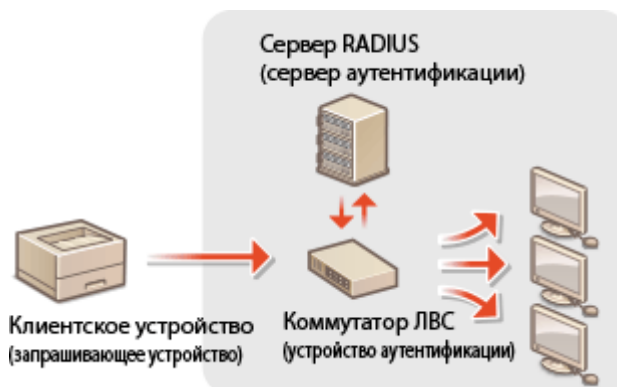 Сервер RADIUS
(сервер аутентификации)
Клиентское устройство
(запрашивающее устройство)
Коммутатор ЛВС
(устройство аутентификации)